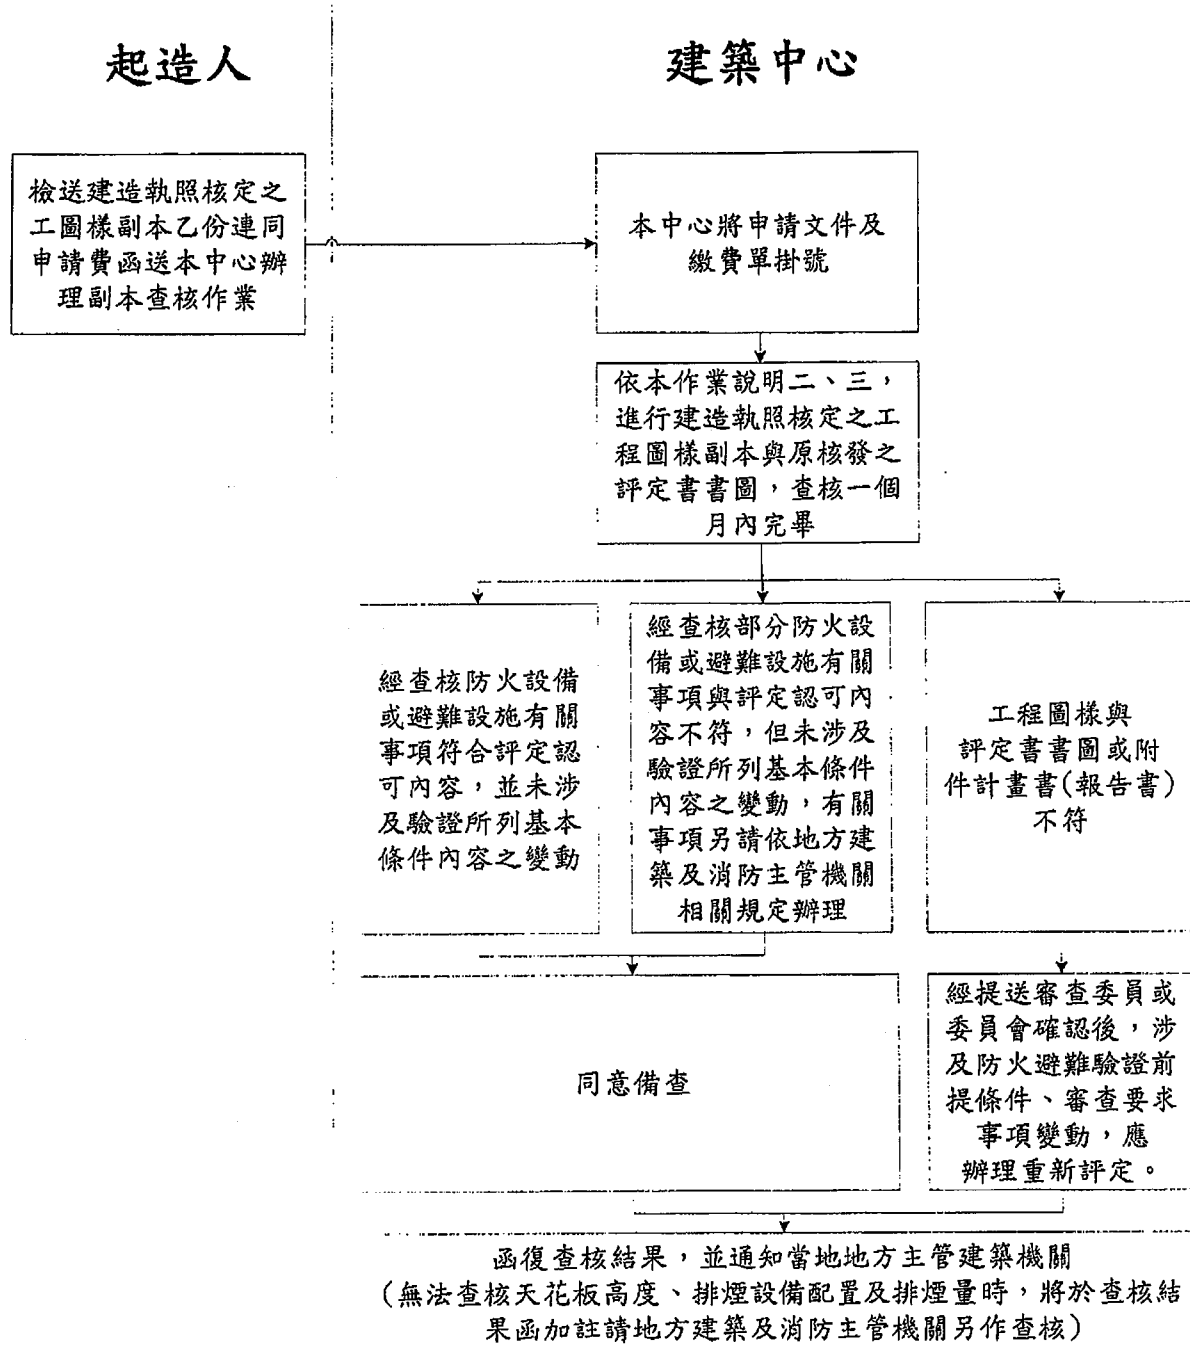 起造人
建築中心
檢送建造執照核定之
工圖樣副本乙份連同
申請費函送本中心辦
理副本查核作業
本中心將申請文件及
繳費單掛號
依本作業說明二、三，
進行建造執照核定之工
程圖樣副本與原核發之
評定書書圖，查核一個
月內完畢
經查核防火設備
或避難設施有關
事項符合評定認
可內容，並未涉
及驗證所列基本
條件內容之變動
經查核部分防火設
備或避難設施有關
事項與評定認可內
容不符，但未涉及
驗證所列基本條件
內容之變動，有關
事項另請依地方建
築及消防主管機關
相關規定辦理
工程圖樣與
評定書書圖或附
件計畫書(報告書)
不符
同意備查
經提送審查委員或
委員會確認後，涉
及防火避難驗證前
提條件、審查要求
事項變動，應
辦理重新評定。
函復查核結果，並通知當地地方主管建築機關
(無法查核天花板高度、排煙設備配置及排煙量時，將於查核結
果函加註請地方建築及消防主管機關另作查核)